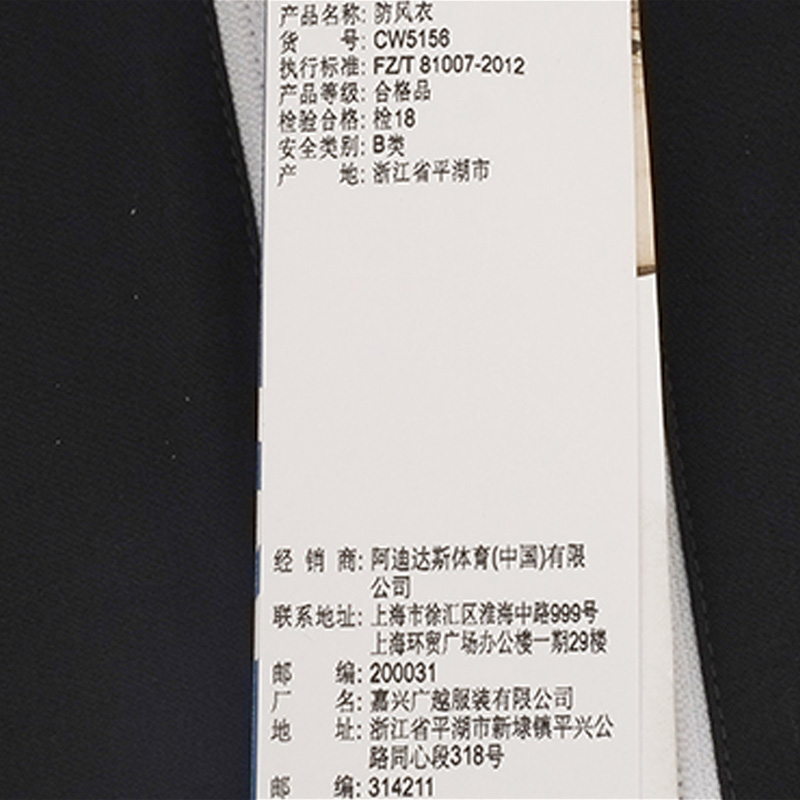 产品名称: 防风衣
货 号: CW5156
执行标准: FZ/T 81007-2012
产品等级: 合格品
检验合格: 检18
安全类别: B类
产 地: 浙江省平湖市
经 销 商: 阿迪达斯体育(中国)有限
公司
联系地址: 上海市徐汇区淮海中路999号
上海环贸广场办公楼一期29楼
邮 编: 200031
厂 名: 嘉兴广越服装有限公司
地 址: 浙江省平湖市新埭镇平兴公
路同心段318号
邮 编: 314211